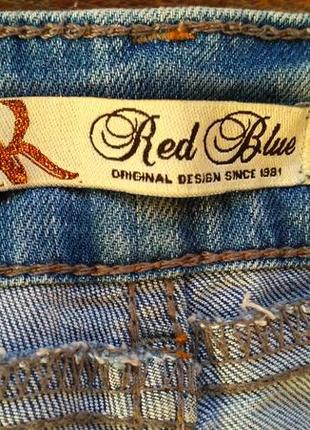 R
Red Blue
ORIGINAL DESIGN SINCE 1981